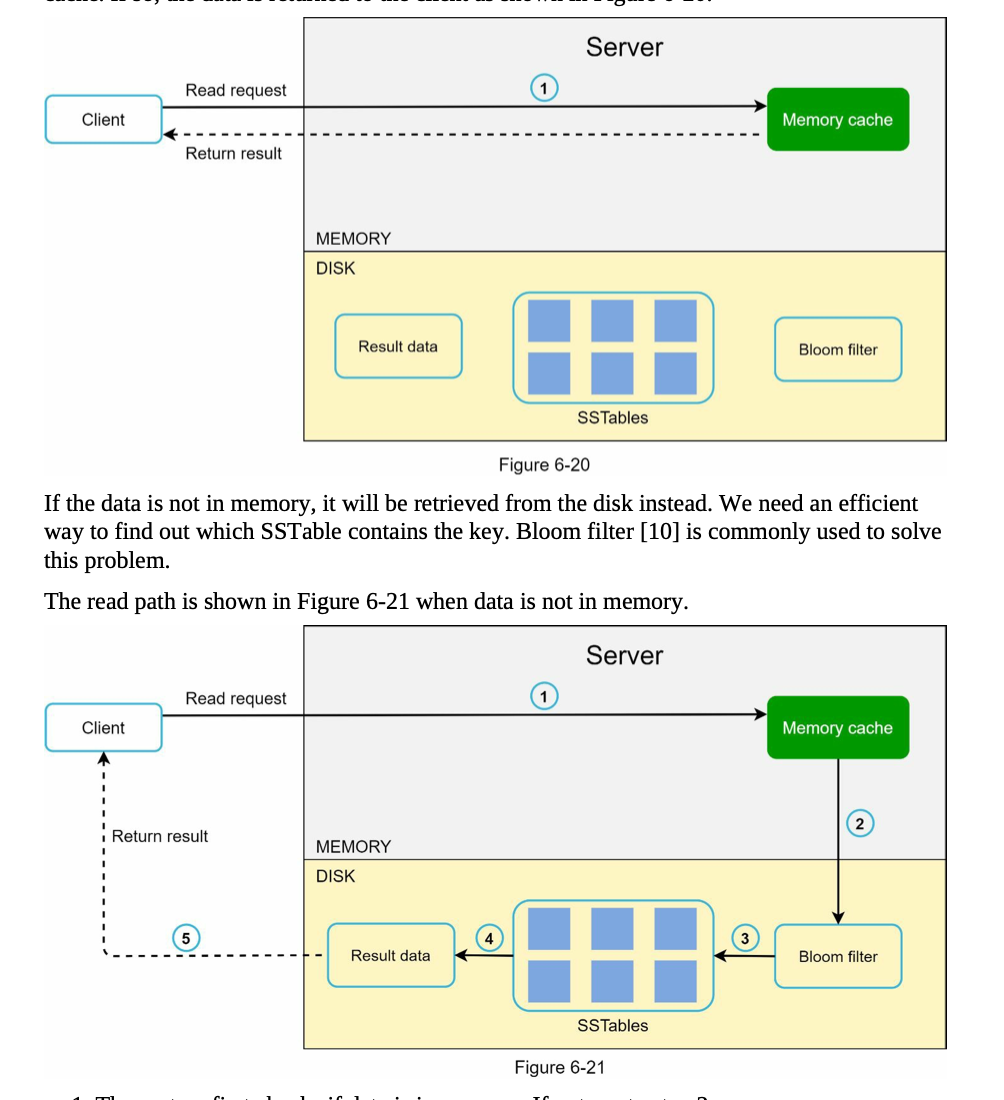 Server
Read request
1
Client
Memory cache
Return result
MEMORY
DISK
Result data
Bloom filter
SSTables
Figure 6-20
If the data is not in memory, it will be retrieved from the disk instead. We need an efficient
way to find out which SSTable contains the key. Bloom filter [10] is commonly used to solve
this problem.
The read path is shown in Figure 6-21 when data is not in memory.
Server
Read request
1
Client
Memory cache
2
Return result
MEMORY
DISK
5
4
3
Result data
Bloom filter
SSTables
Figure 6-21